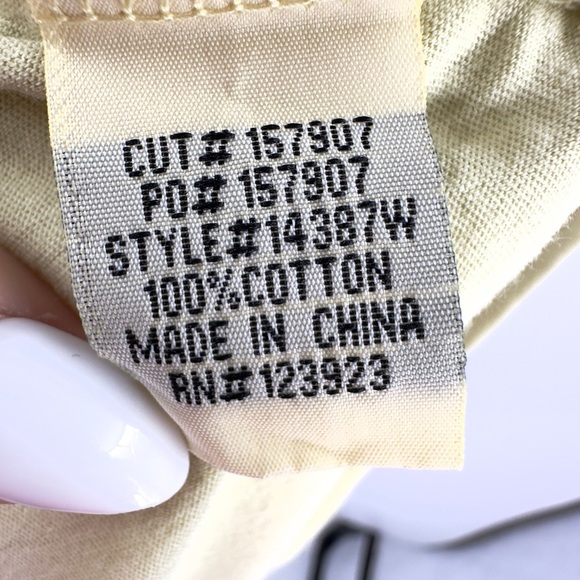 CUT# 157907
PO# 157907
STYLE#14387W
100%COTTON
MADE IN CHINA
RN#123923